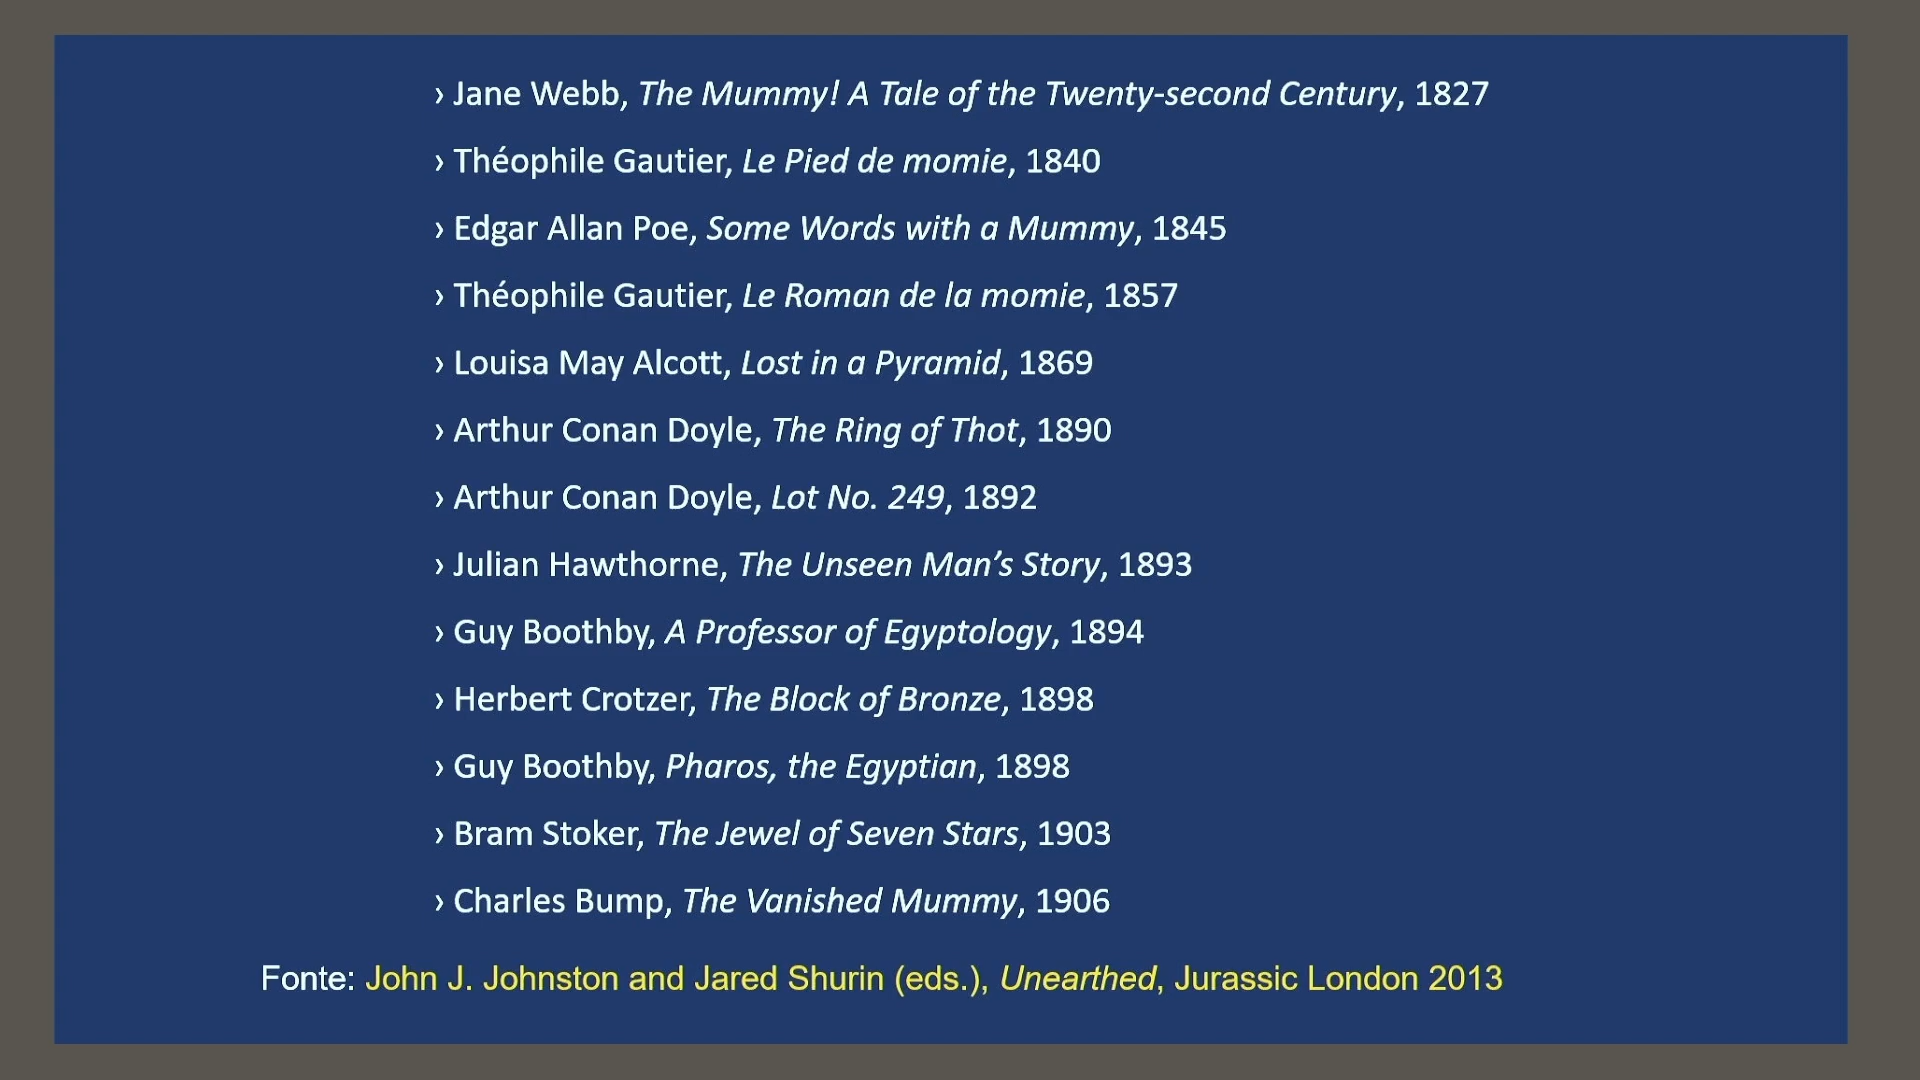 › Jane Webb, The Mummy! A Tale of the Twenty-second Century, 1827
› Théophile Gautier, Le Pied de momie, 1840
› Edgar Allan Poe, Some Words with a Mummy, 1845
› Théophile Gautier, Le Roman de la momie, 1857
› Louisa May Alcott, Lost in a Pyramid, 1869
› Arthur Conan Doyle, The Ring of Thot, 1890
› Arthur Conan Doyle, Lot No. 249, 1892
› Julian Hawthorne, The Unseen Man’s Story, 1893
› Guy Boothby, A Professor of Egyptology, 1894
› Herbert Crotzer, The Block of Bronze, 1898
› Guy Boothby, Pharos, the Egyptian, 1898
› Bram Stoker, The Jewel of Seven Stars, 1903
› Charles Bump, The Vanished Mummy, 1906
Fonte: John J. Johnston and Jared Shurin (eds.), Unearthed, Jurassic London 2013